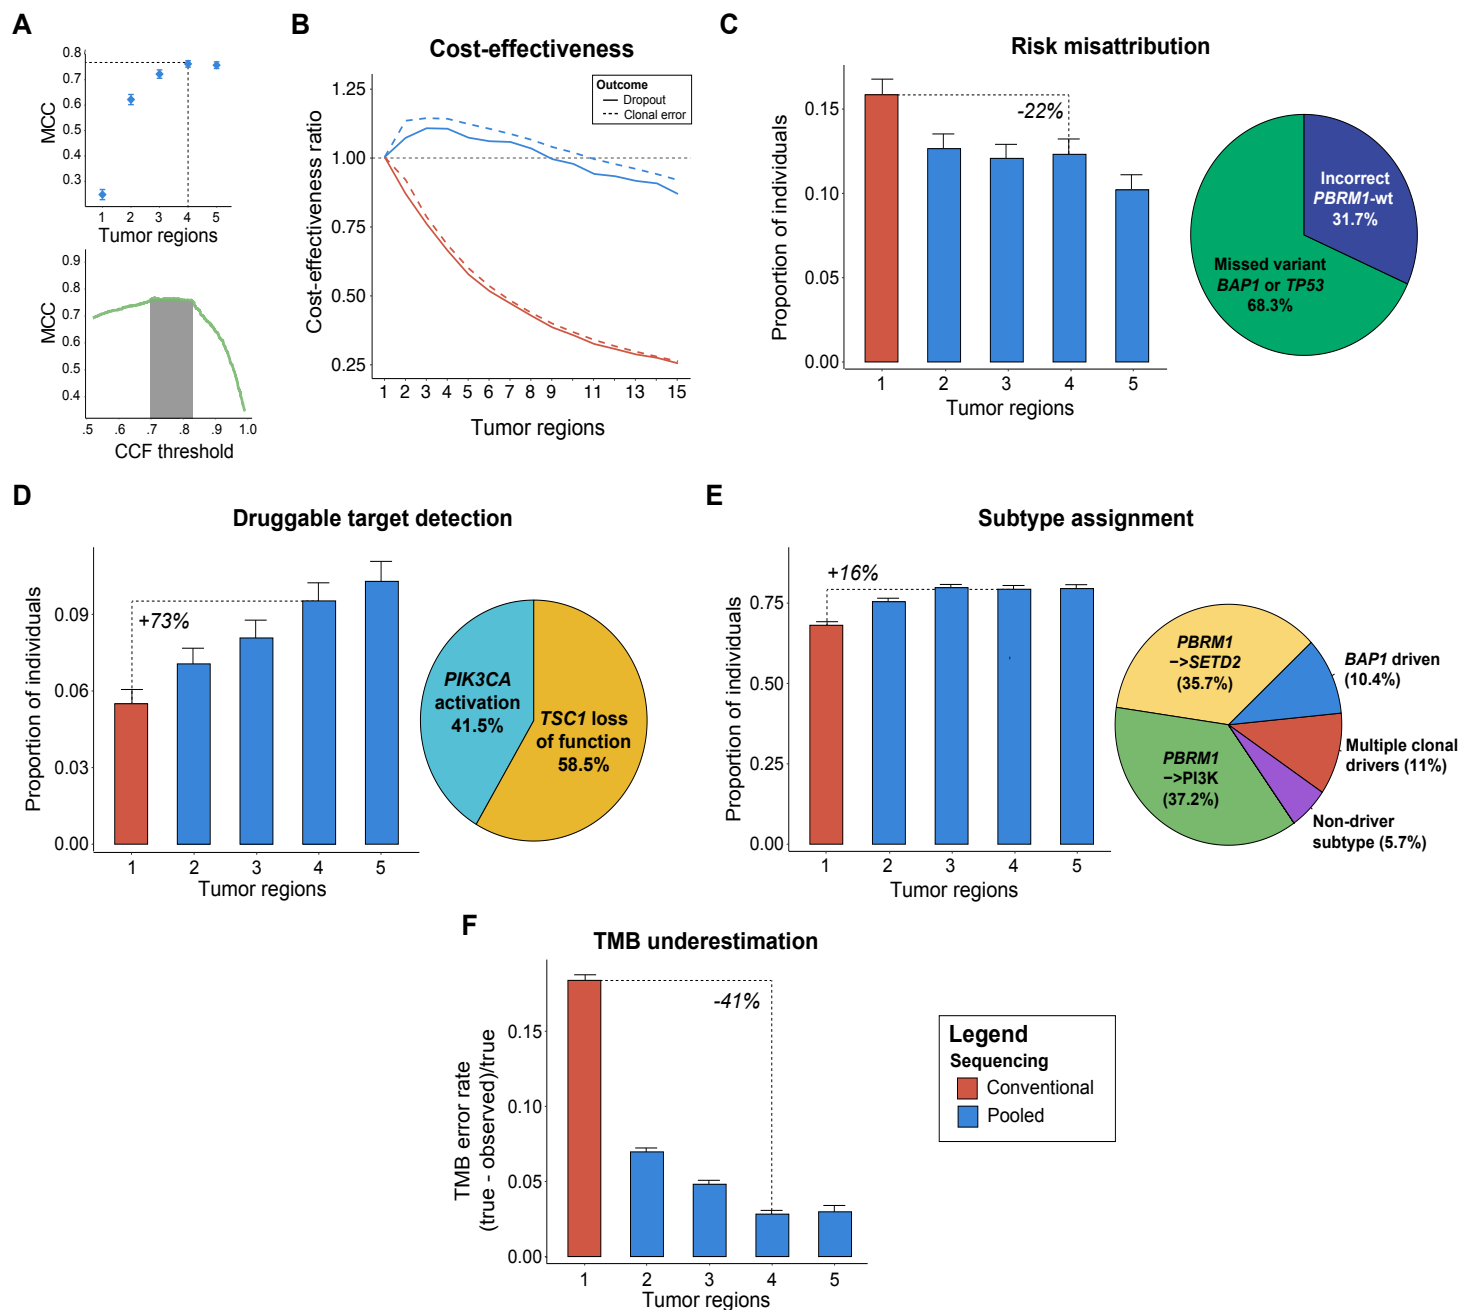 A
0.8
0.7
0.6
0.5
0.4
0.3
MCC
1 2 3 4 5
Tumor regions
0.9
0.8
0.7
0.6
0.5
0.4
MCC
.5 .6 .7 .8 .9 1.0
CCF threshold
B
Cost-effectiveness
Outcome
Dropout
Clonal error
1.25
1.00
0.75
0.50
0.25
Cost-effectiveness ratio
1 2 3 4 5 6 7 8 9 11 13 15
Tumor regions
C
Risk misattribution
0.15
0.10
0.05
0.00
Proportion of individuals
-22%
1 2 3 4 5
Tumor regions
Incorrect
PBRM1-wt
31.7%
Missed variant
BAP1 or TP53
68.3%
D
Druggable target detection
0.09
0.06
0.03
0.00
Proportion of individuals
+73%
1 2 3 4 5
Tumor regions
PIK3CA
activation
41.5%
TSC1 loss
of function
58.5%
E
Subtype assignment
0.75
0.50
0.25
0.00
Proportion of individuals
+16%
1 2 3 4 5
Tumor regions
PBRM1
−>SETD2
(35.7%)
BAP1 driven
(10.4%)
Multiple clonal
drivers (11%)
PBRM1
−>PI3K
(37.2%)
Non-driver
subtype (5.7%)
F
TMB underestimation
0.15
0.10
0.05
0.00
TMB error rate
(true - observed)/true
-41%
1 2 3 4 5
Tumor regions
Legend
Sequencing
Conventional
Pooled